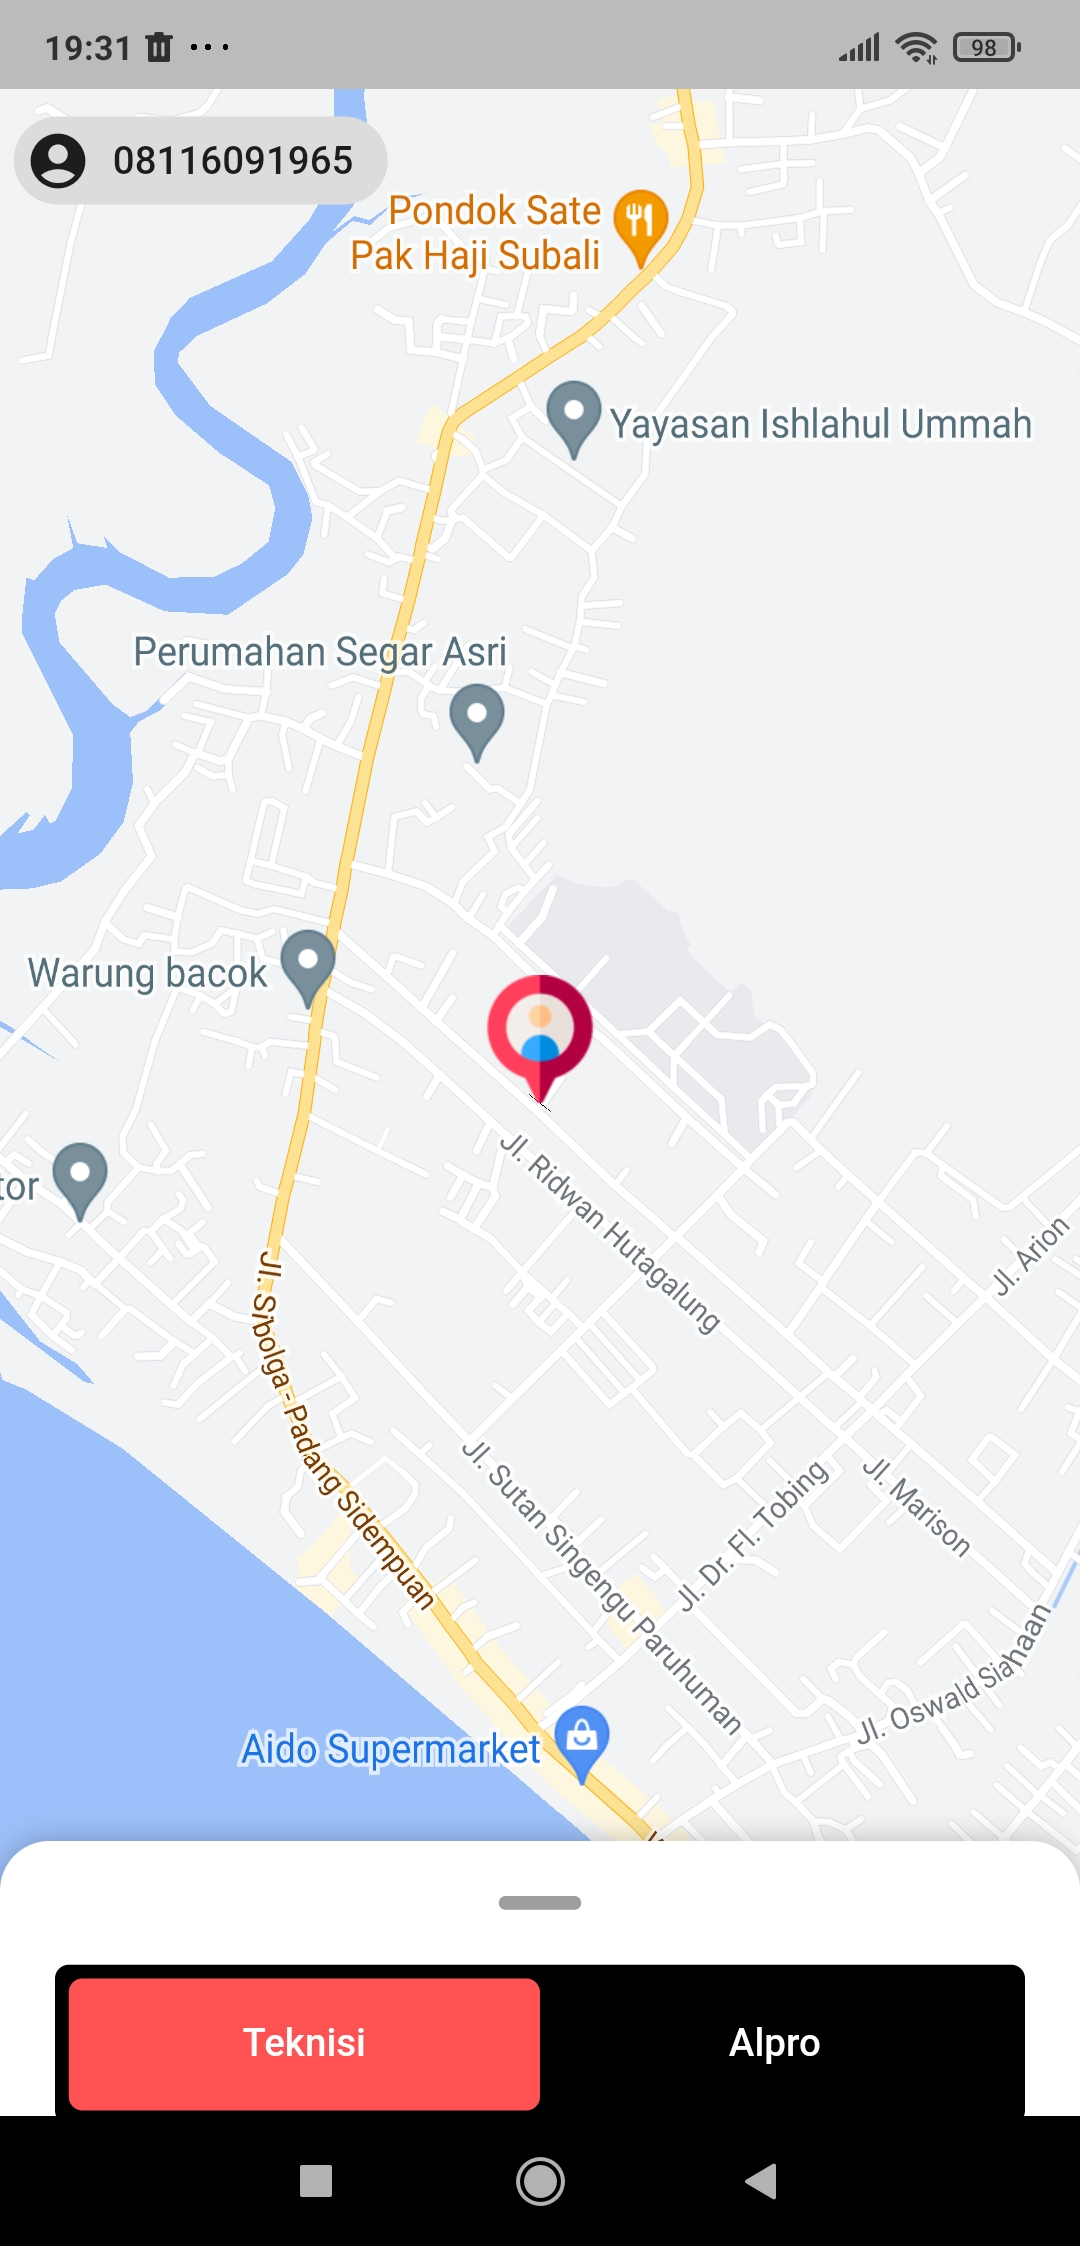 19:31
98
08116091965
Pondok Sate
Pak Haji Subali
Yayasan Ishlahul Ummah
Perumahan Segar Asri
Warung bacok
tor
Jl. Ridwan Hutagalung
Jl. Arion
Jl. Sibolga - Padang Sidempuan
Jl. Sutan Singengu Paruhuman
Jl. Dr. Fl. Tobing
Jl. Marison
Jl. Oswald Siahaan
Aido Supermarket
Teknisi
Alpro